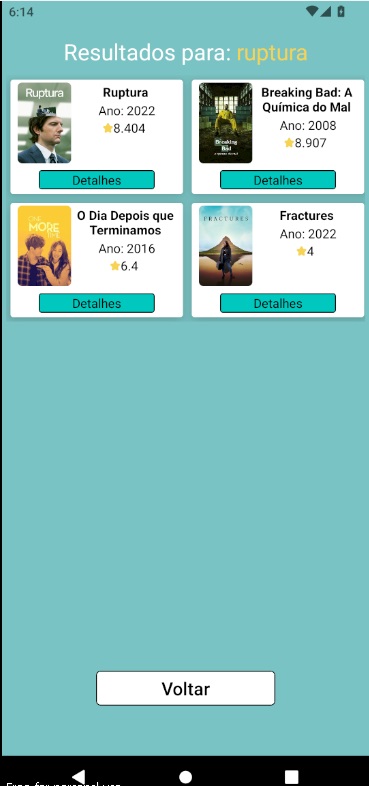 6:14
Resultados para: ruptura
Ruptura
Ruptura
Ano: 2022
8.404
Detalhes
Breaking Bad
Breaking Bad: A
Química do Mal
Ano: 2008
8.907
Detalhes
ONE MORE TIME
O Dia Depois que
Terminamos
Ano: 2016
6.4
Detalhes
FRACTURES
Fractures
Ano: 2022
4
Detalhes
Voltar